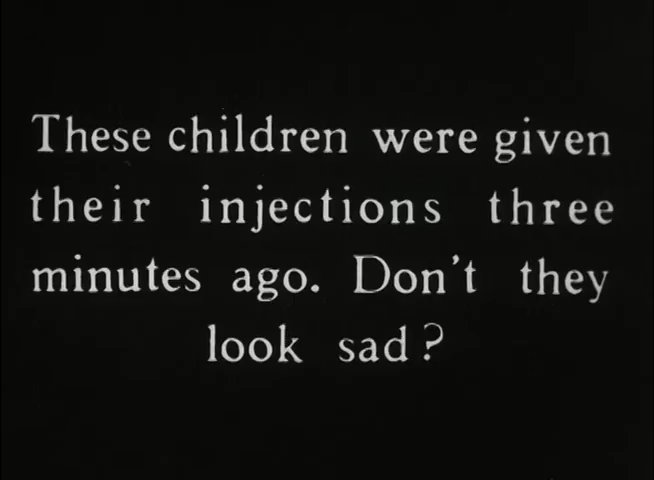 These children were given
their injections three
minutes ago. Don't they
look sad?